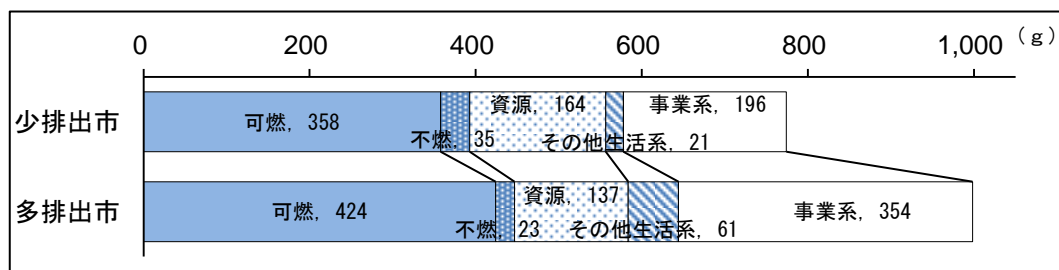 0 200 400 600 800 1,000 （ｇ）
少排出市
可燃, 358
不燃, 35
資源, 164
その他生活系, 21
事業系, 196
多排出市
可燃, 424
不燃, 23
資源, 137
その他生活系, 61
事業系, 354